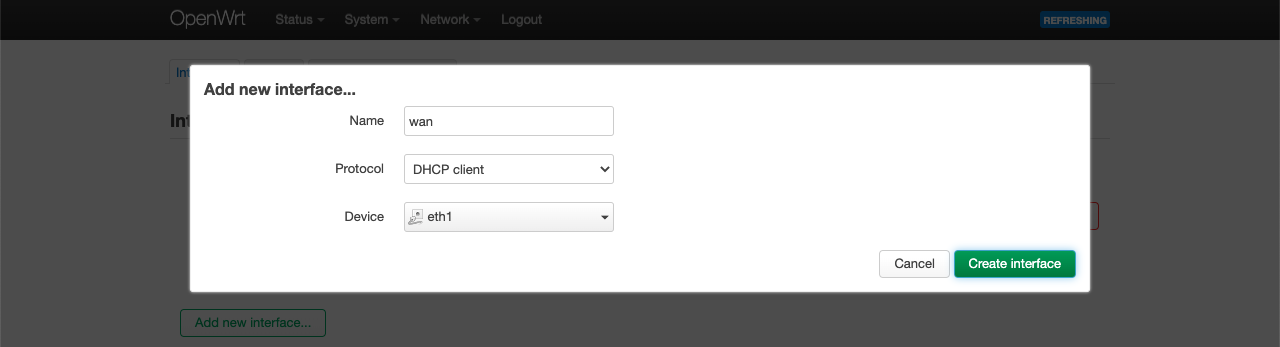 OpenWrt Status System Network Logout REFRESHING
Int
Add new interface...
Int
Name wan
Protocol DHCP client
Device eth1
Cancel Create interface
Add new interface...